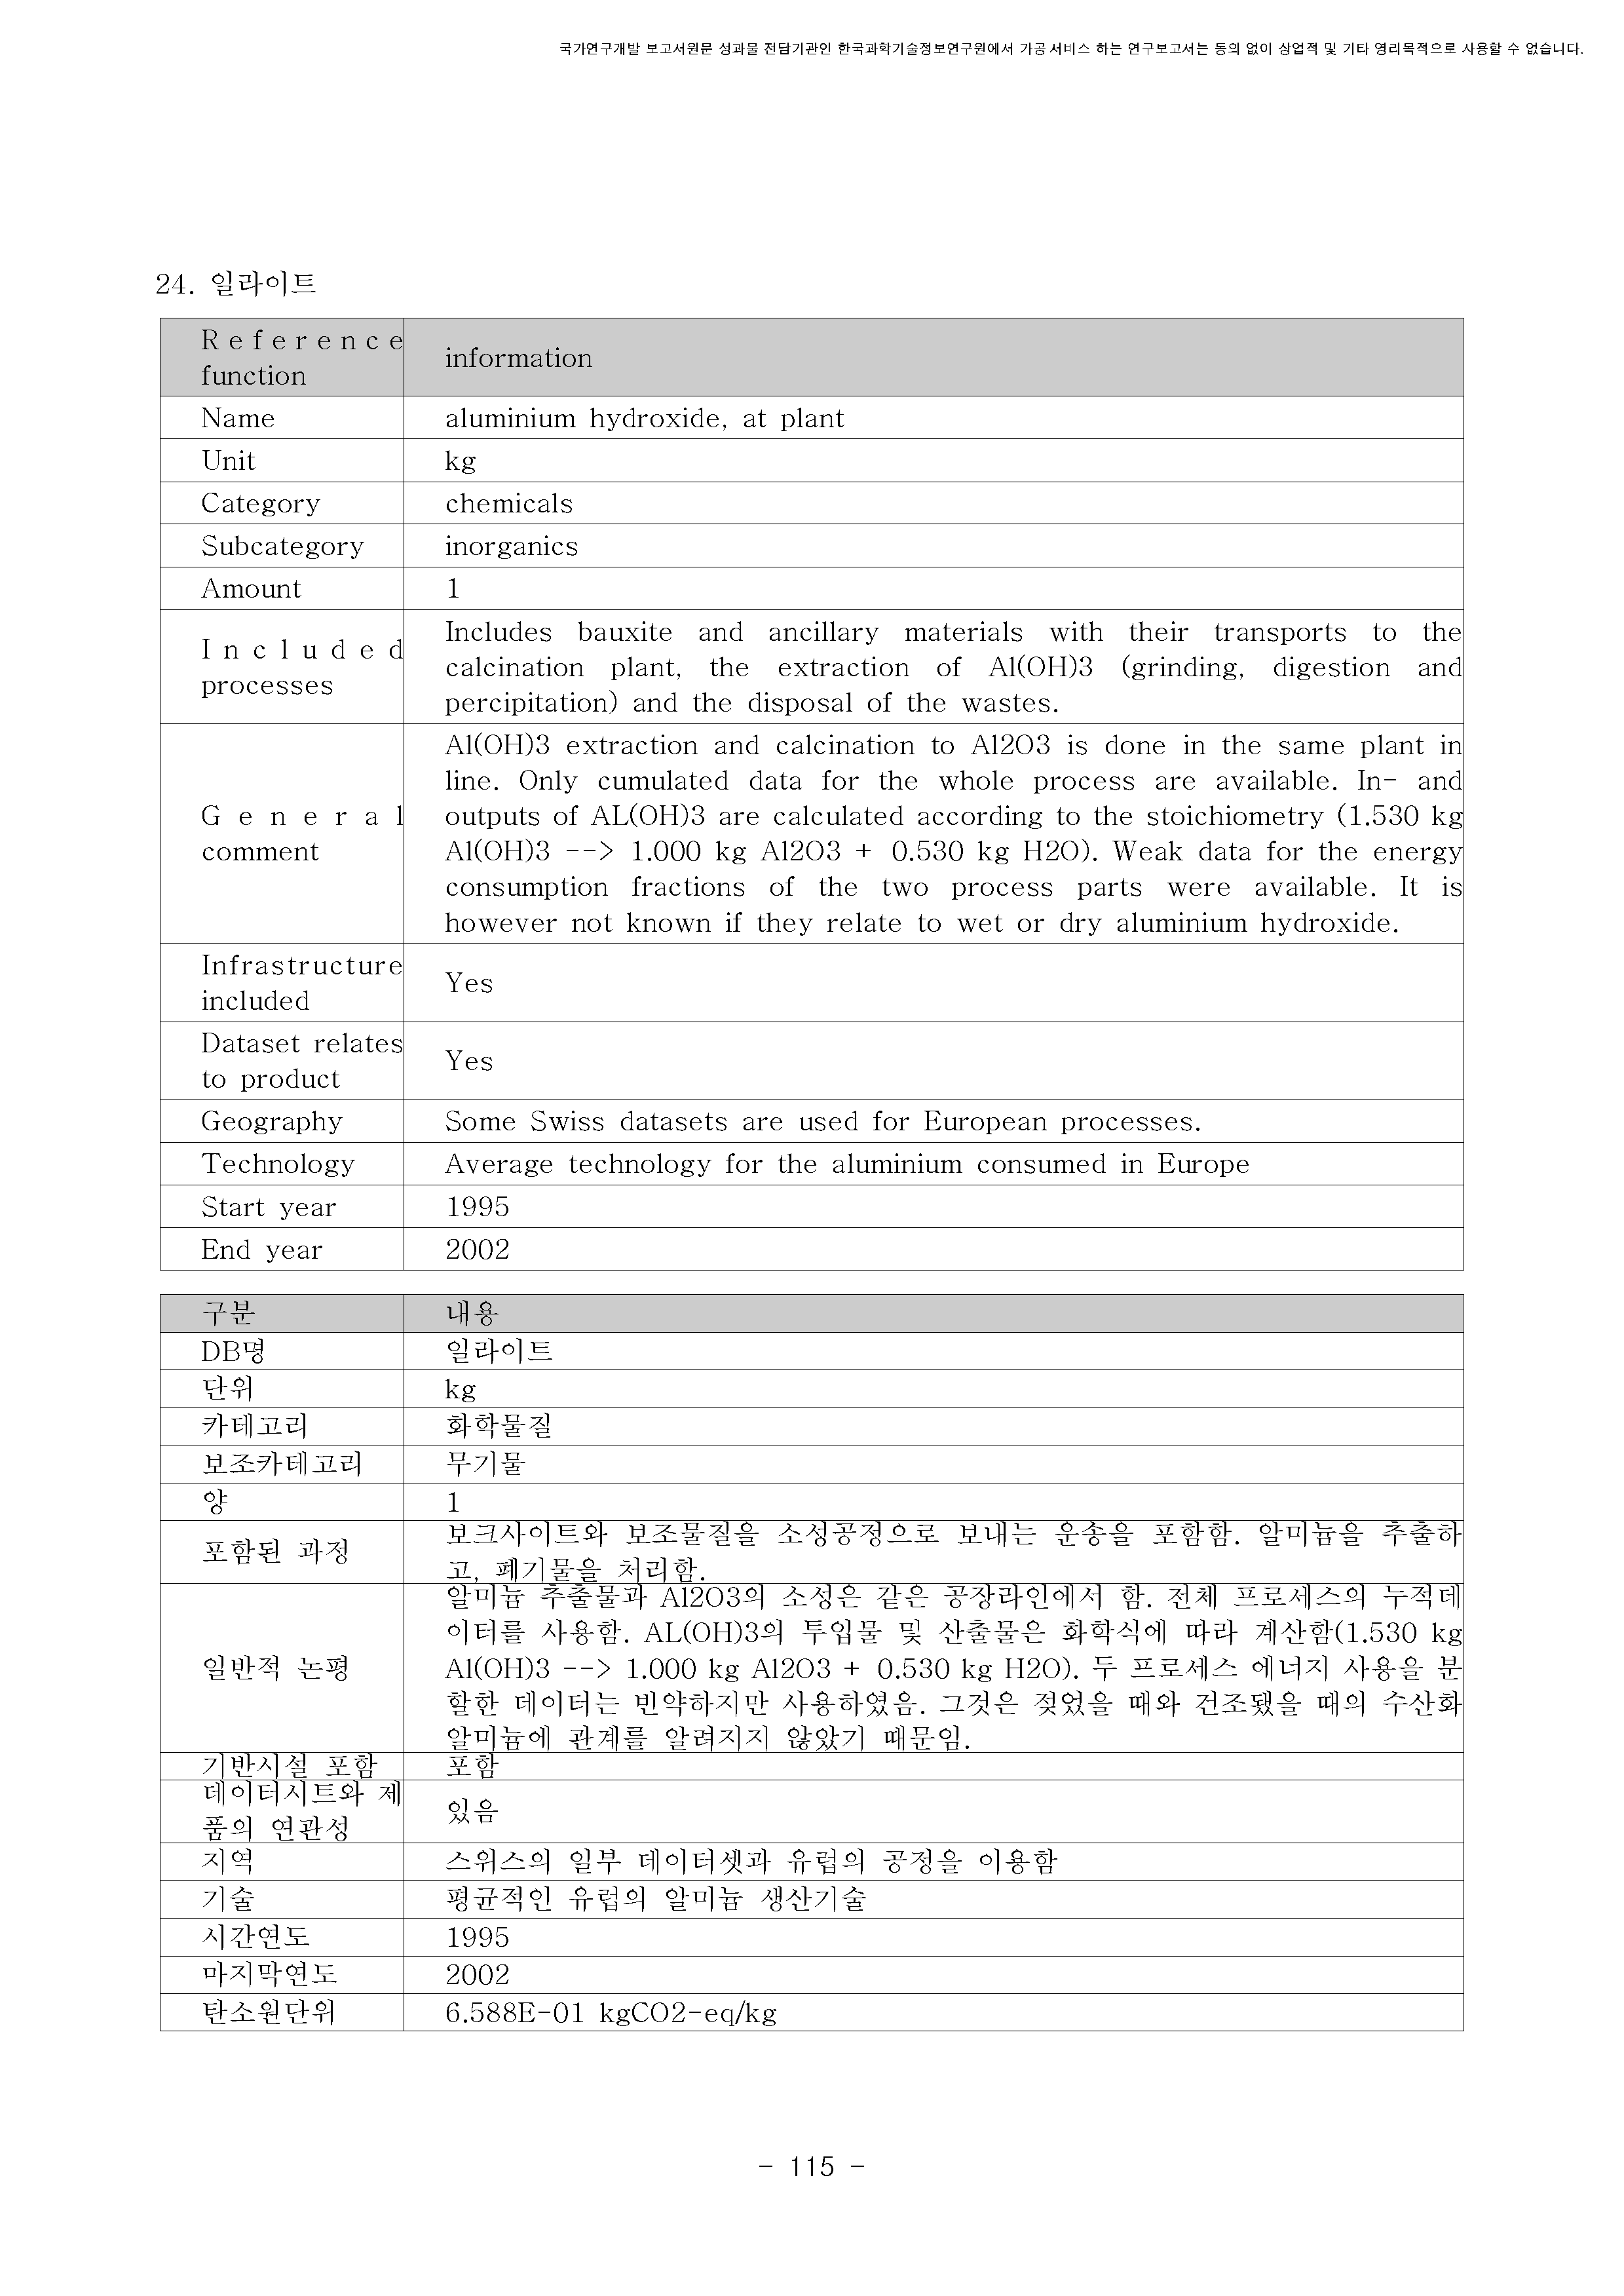 국가연구개발 보고서원문 성과물 전담기관인 한국과학기술정보연구원에서 가공·서비스 하는 연구보고서는 동의 없이 상업적 및 기타 영리목적으로 사용할 수 없습니다.
24. 일라이트
Reference
function
information
Name
aluminium hydroxide, at plant
Unit
kg
Category
chemicals
Subcategory
inorganics
Amount
1
Included
processes
Includes bauxite and ancillary materials with their transports to the
calcination plant, the extraction of Al(OH)3 (grinding, digestion and
percipitation) and the disposal of the wastes.
General
comment
Al(OH)3 extraction and calcination to Al2O3 is done in the same plant in
line. Only cumulated data for the whole process are available. In- and
outputs of AL(OH)3 are calculated according to the stoichiometry (1.530 kg
Al(OH)3 --> 1.000 kg Al2O3 + 0.530 kg H2O). Weak data for the energy
consumption fractions of the two process parts were available. It is
however not known if they relate to wet or dry aluminium hydroxide.
Infrastructure
included
Yes
Dataset relates
to product
Yes
Geography
Some Swiss datasets are used for European processes.
Technology
Average technology for the aluminium consumed in Europe
Start year
1995
End year
2002
구분
내용
DB명
일라이트
단위
kg
카테고리
화학물질
보조카테고리
무기물
양
1
포함된 과정
보크사이트와 보조물질을 소성공정으로 보내는 운송을 포함함. 알미늄을 추출하
고, 폐기물을 처리함.
일반적 논평
알미늄 추출물과 Al2O3의 소성은 같은 공장라인에서 함. 전체 프로세스의 누적데
이터를 사용함. AL(OH)3의 투입물 및 산출물은 화학식에 따라 계산함(1.530 kg
Al(OH)3 --> 1.000 kg Al2O3 + 0.530 kg H2O). 두 프로세스 에너지 사용을 분
할한 데이터는 빈약하지만 사용하였음. 그것은 젖었을 때와 건조됐을 때의 수산화
알미늄에 관계를 알려지지 않았기 때문임.
기반시설 포함
포함
데이터시트와 제
품의 연관성
있음
지역
스위스의 일부 데이터셋과 유럽의 공정을 이용함
기술
평균적인 유럽의 알미늄 생산기술
시간연도
1995
마지막연도
2002
탄소원단위
6.588E-01 kgCO2-eq/kg
- 115 -